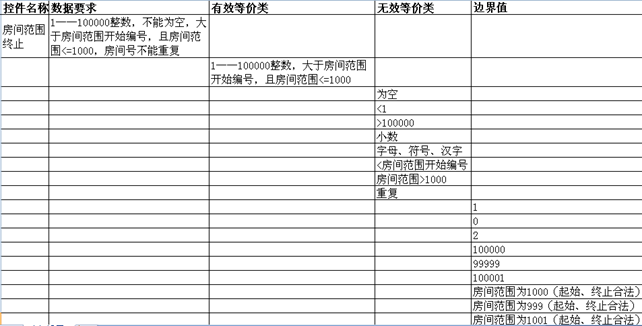 控件名称 数据要求 有效等价类 无效等价类 边界值
房间范围
终止
1——100000整数, 不能为空, 大
于房间范围开始编号, 且房间范
围<=1000, 房间号不能重复
1——100000整数, 大于房间范围
开始编号, 且房间范围<=1000
为空
<1
>100000
小数
字母、符号、汉字
<房间范围开始编号
房间范围>1000
重复
1
0
2
100000
99999
100001
房间范围为1000（起始、终止合法）
房间范围为999（起始、终止合法）
房间范围为1001（起始、终止合法）